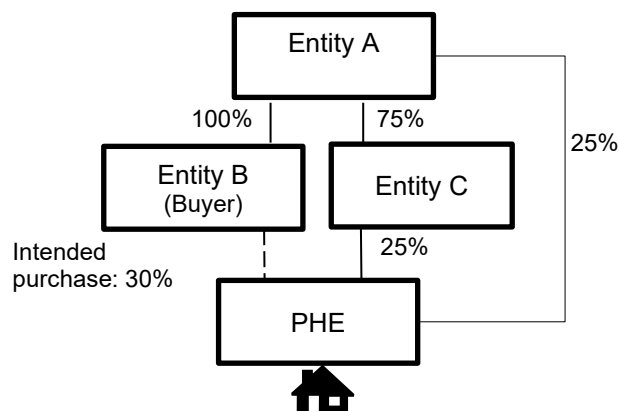 Entity A
100%
75%
25%
Entity B
(Buyer)
Entity C
Intended
purchase: 30%
25%
PHE